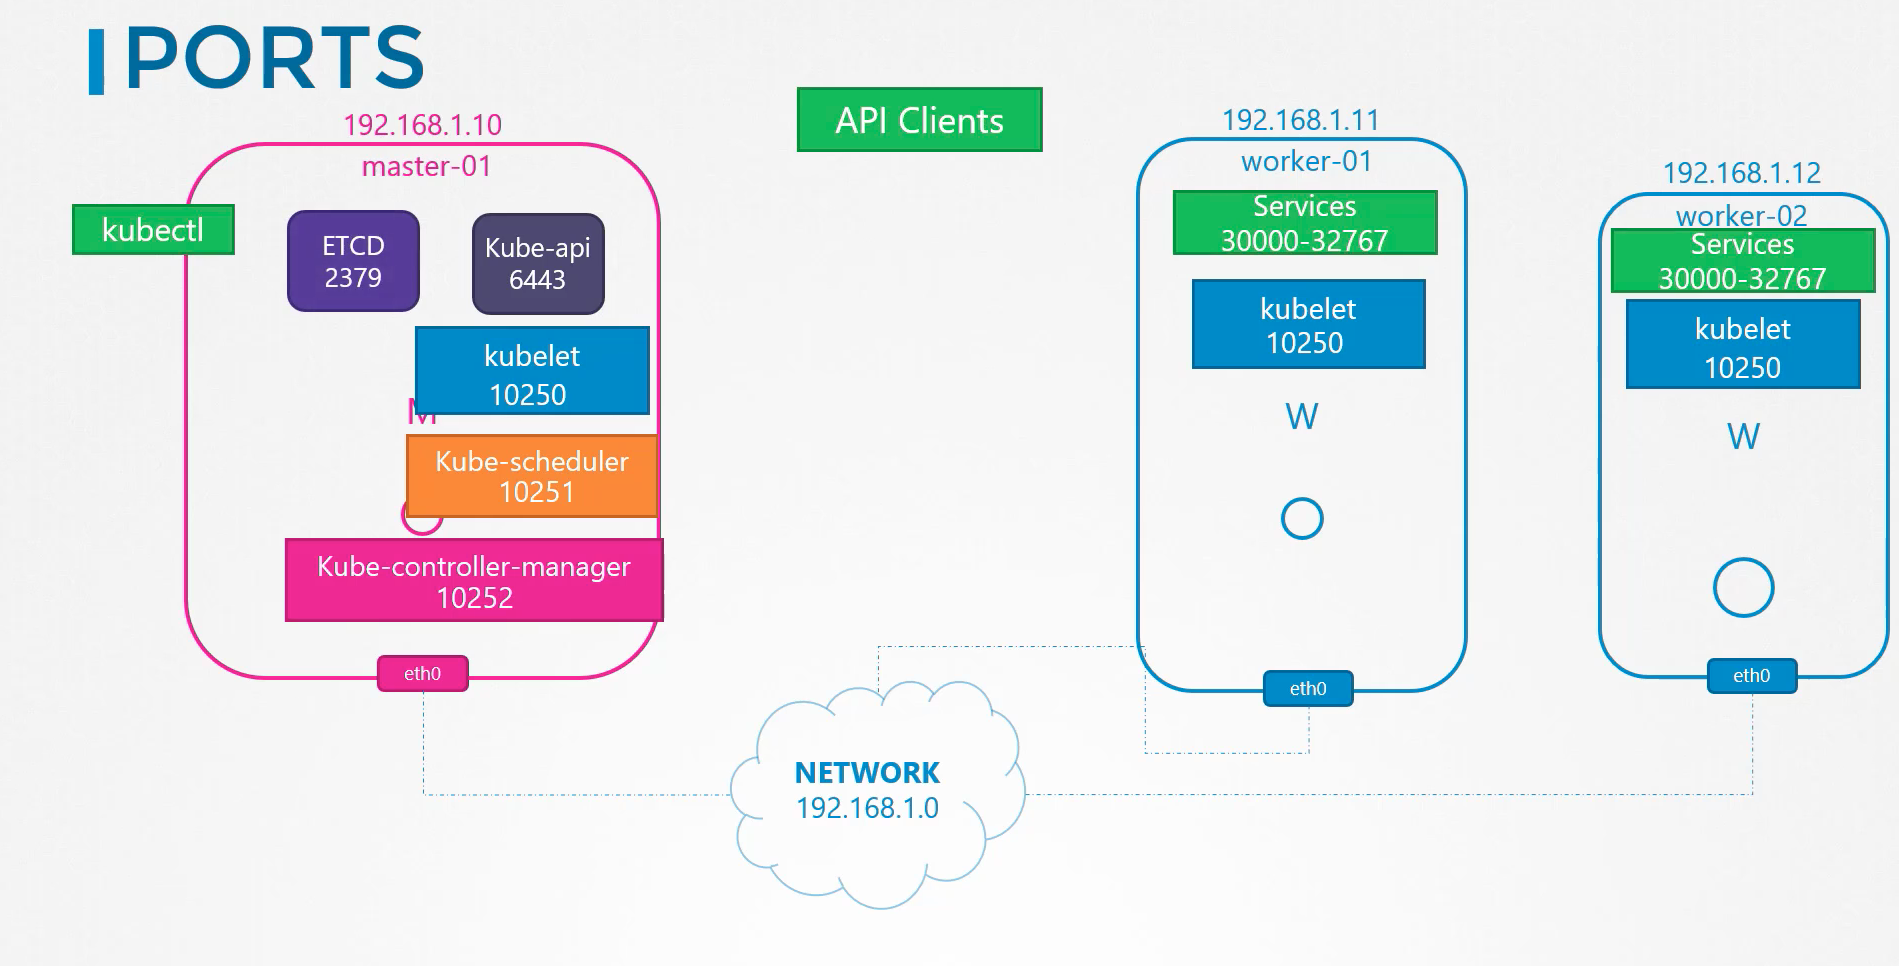 PORTS
192.168.1.10
master-01
kubectl
ETCD
2379
Kube-api
6443
kubelet
10250
M
Kube-scheduler
10251
Kube-controller-manager
10252
eth0
API Clients
192.168.1.11
worker-01
Services
30000-32767
kubelet
10250
W
eth0
192.168.1.12
worker-02
Services
30000-32767
kubelet
10250
W
eth0
NETWORK
192.168.1.0